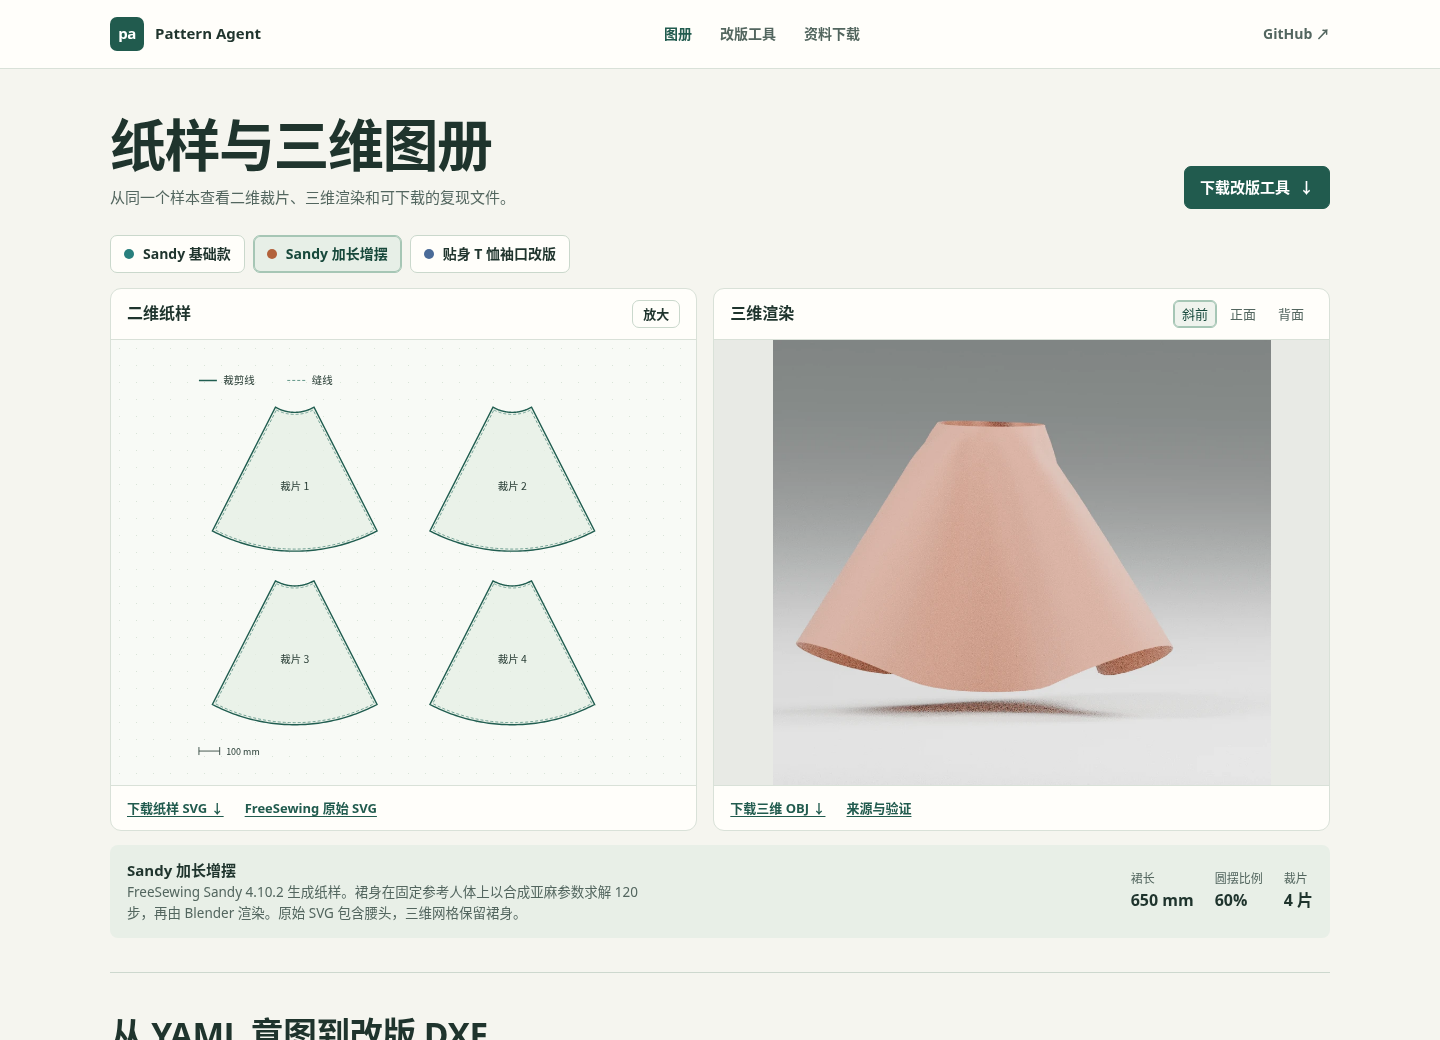 pa
Pattern Agent
图册
改版工具
资料下载
GitHub ↗
纸样与三维图册
从同一个样本查看二维裁片、三维渲染和可下载的复现文件。
下载改版工具 ↓
Sandy 基础款
Sandy 加长增摆
贴身 T 恤袖口改版
二维纸样
放大
裁剪线
缝线
裁片 1
裁片 2
裁片 3
裁片 4
100 mm
下载纸样 SVG ↓
FreeSewing 原始 SVG
三维渲染
斜前
正面
背面
下载三维 OBJ ↓
来源与验证
Sandy 加长增摆
FreeSewing Sandy 4.10.2 生成纸样。裙身在固定参考人体上以合成亚麻参数求解 120
步，再由 Blender 渲染。原始 SVG 包含腰头，三维网格保留裙身。
裙长
650 mm
圆摆比例
60%
裁片
4 片
从 YAML 意图到改版 DXF